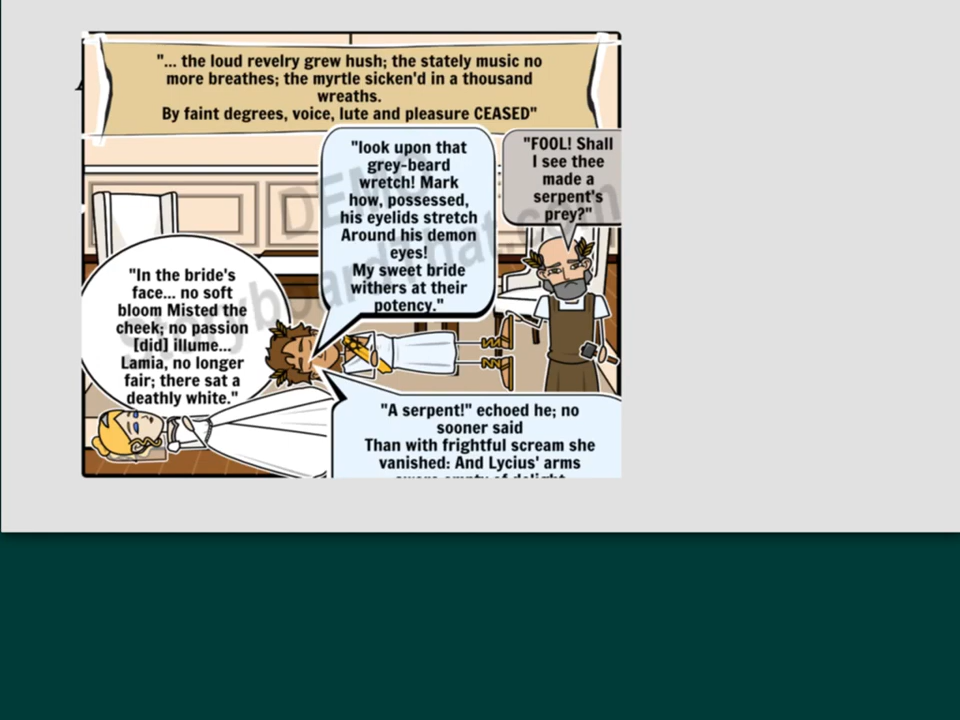 "... the loud revelry grew hush; the stately music no
more breathes; the myrtle sicken'd in a thousand
wreaths.
By faint degrees, voice, lute and pleasure CEASED"
"look upon that
grey-beard
wretch! Mark
how, possessed,
his eyelids stretch
Around his demon
eyes!
My sweet bride
withers at their
potency."
"FOOL! Shall
I see thee
made a
serpent's
prey?"
"In the bride's
face... no soft
bloom Misted the
cheek; no passion
[did] illume...
Lamia, no longer
fair; there sat a
deathly white."
"A serpent!" echoed he; no
sooner said
Than with frightful scream she
vanished: And Lycius' arms
DEMO
StoryboardThat.com